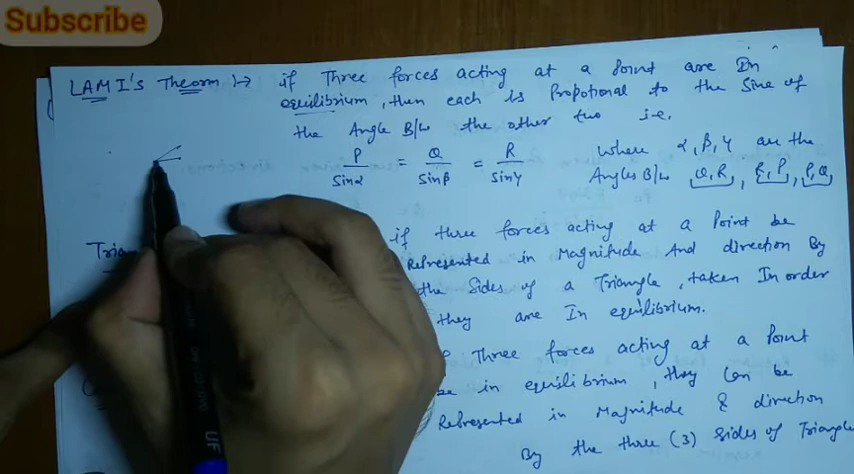 Subscribe
LAMI's Theorm :→ if Three forces acting at a Point are In
equilibrium, then each is Propotional to the Sine of
the Angle B/w the other two i.e.
P/Sinα = Q/Sinβ = R/Sinγ where α, β, γ are the
Angles B/w Q,R, R,P, P,Q
if three forces acting at a Point be
Represented in Magnitude And direction By
the Sides of a Triangle, taken In order
they are In equilibrium.
Three forces acting at a Point
be in equilibrium, they Can be
Represented in Magnitude & direction
By the three (3) sides of Triangle
UF